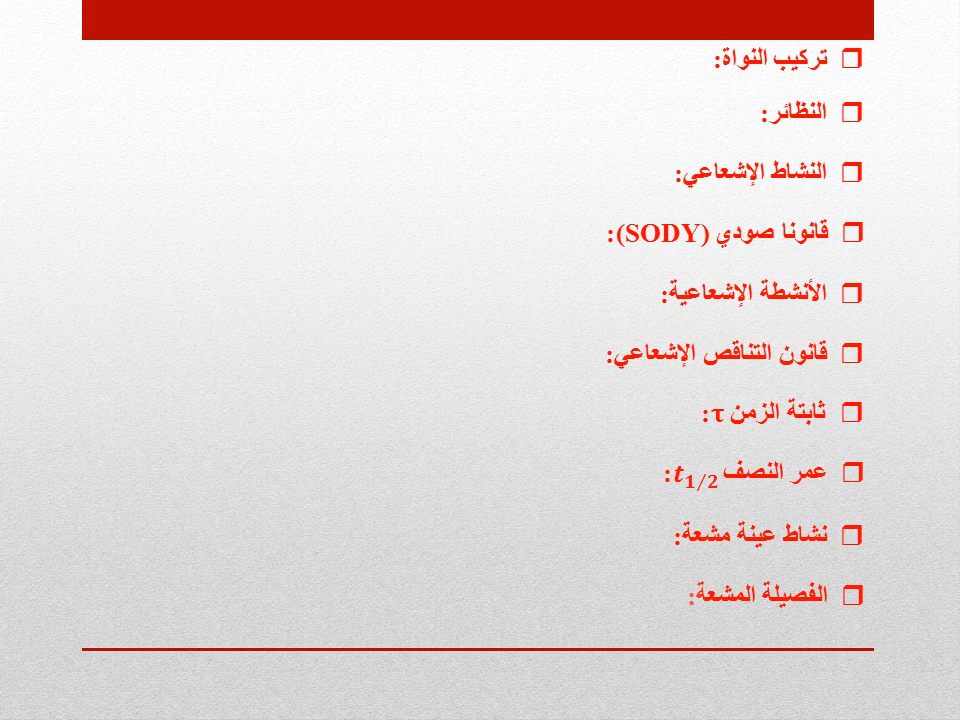 ❒ تركيب النواة:
❒ النظائر:
❒ النشاط الإشعاعي:
❒ قانونا صودي (SODY):
❒ الأنشطة الإشعاعية:
❒ قانون التناقص الإشعاعي:
❒ ثابتة الزمن τ:
❒ عمر النصف t1/2:
❒ نشاط عينة مشعة:
❒ الفصيلة المشعة: